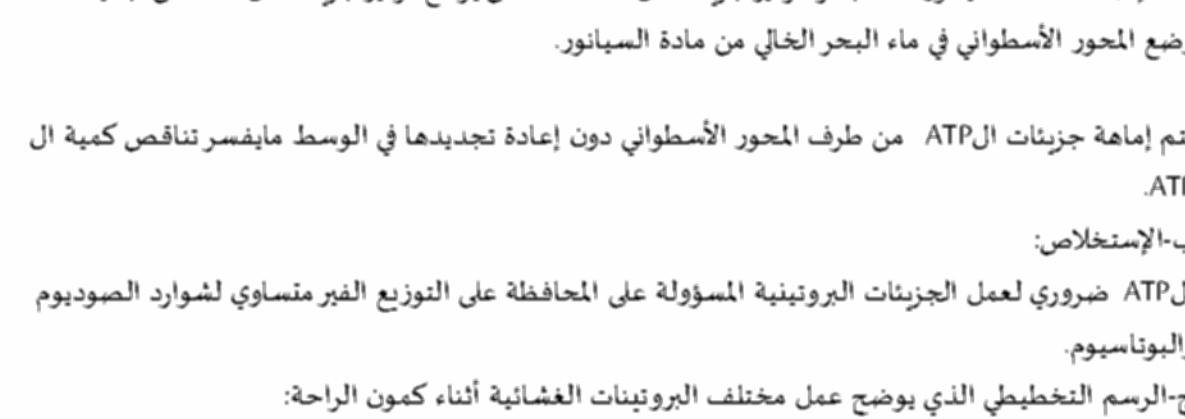 وضع المحور الأسطواني في ماء البحر الخالي من مادة السيانور.
يتم إماهة جزيئات الATP من طرف المحور الأسطواني دون إعادة تجديدها في الوسط مايفسر تناقص كمية ال
ATP.
ب-الإستخلاص:
الATP ضروري لعمل الجزيئات البروتينية المسؤولة على المحافظة على التوزيع الغير متساوي لشوارد الصوديوم
والبوتاسيوم.
ج-الرسم التخطيطي الذي يوضح عمل مختلف البروتينات الغشائية أثناء كمون الراحة: